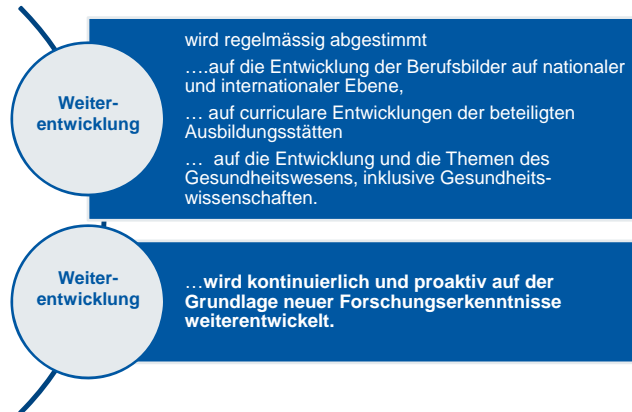 Weiter-
entwicklung
wird regelmässig abgestimmt
….auf die Entwicklung der Berufsbilder auf nationaler
und internationaler Ebene,
… auf curriculare Entwicklungen der beteiligten
Ausbildungsstätten
… auf die Entwicklung und die Themen des
Gesundheitswesens, inklusive Gesundheits-
wissenschaften.
Weiter-
entwicklung
…wird kontinuierlich und proaktiv auf der
Grundlage neuer Forschungserkenntnisse
weiterentwickelt.